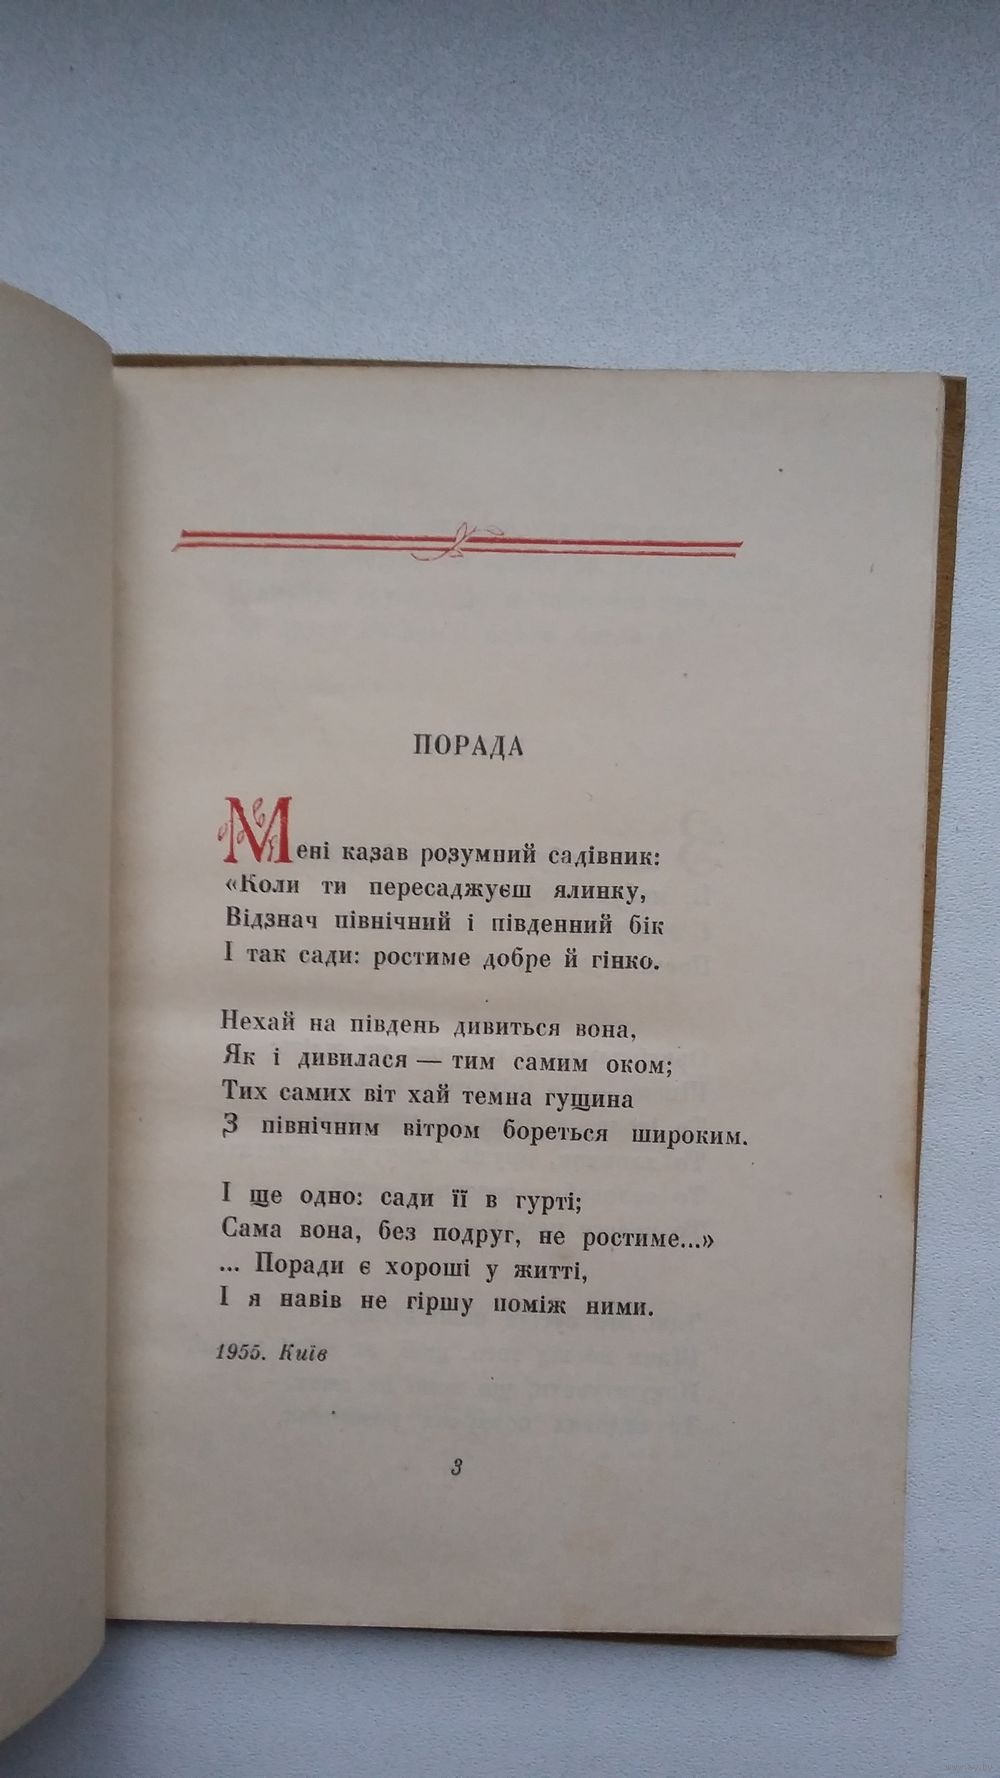 ПОРАДА
Мені казав розумний садівник:
«Коли ти пересаджуєш ялинку,
Відзнач північний і південний бік
І так сади: ростиме добре й гінко.
Нехай на південь дивиться вона,
Як і дивилася — тим самим оком;
Тих самих віт хай темна гущина
З північним вітром бореться широким.
І ще одно: сади її в гурті;
Сама вона, без подруг, не ростиме...»
... Поради є хороші у житті,
І я навів не гіршу поміж ними.
1955. Київ
3